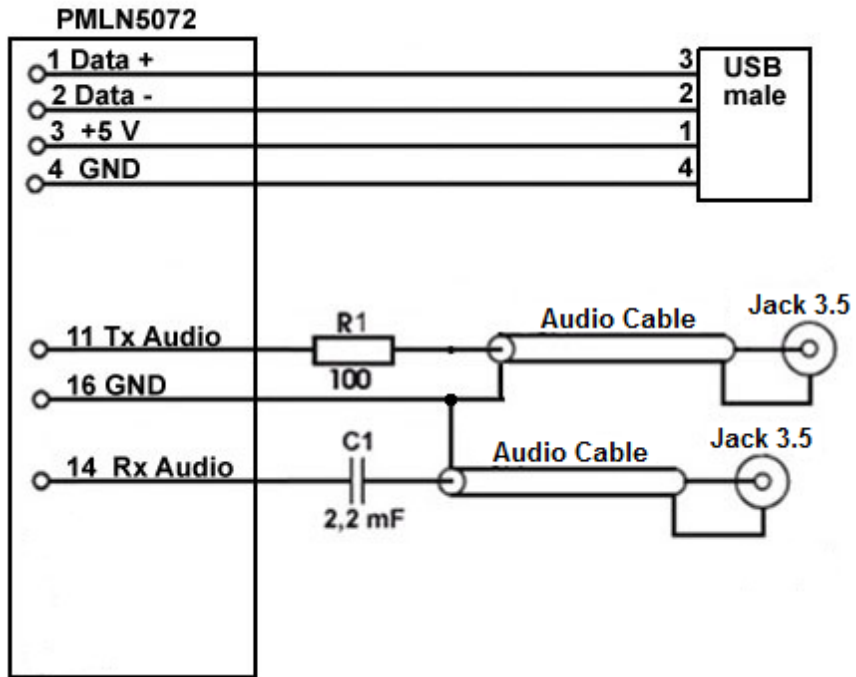 PMLN5072
1 Data +
3
USB
male
2 Data -
2
3 +5 V
1
4 GND
4
11 Tx Audio
R1
100
Audio Cable
Jack 3.5
16 GND
14 Rx Audio
C1
2,2 mF
Audio Cable
Jack 3.5